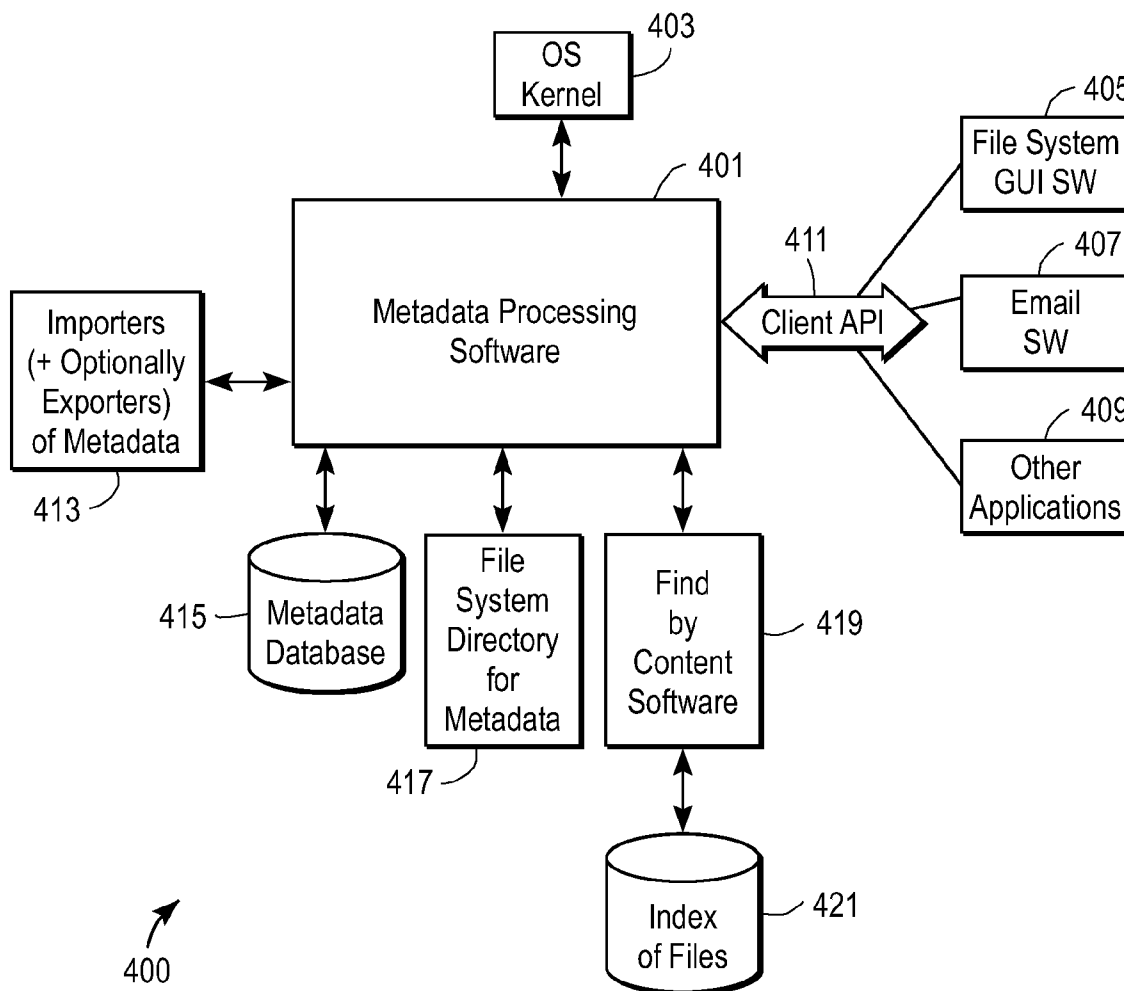 403
OS
Kernel
405
File System
GUI SW
401
411
407
Metadata Processing
Software
Client API
Email
SW
Importers
(+ Optionally
Exporters)
of Metadata
413
409
Other
Applications
415
Metadata
Database
File
System
Directory
for
Metadata
417
Find
by
Content
Software
419
Index
of Files
421
400